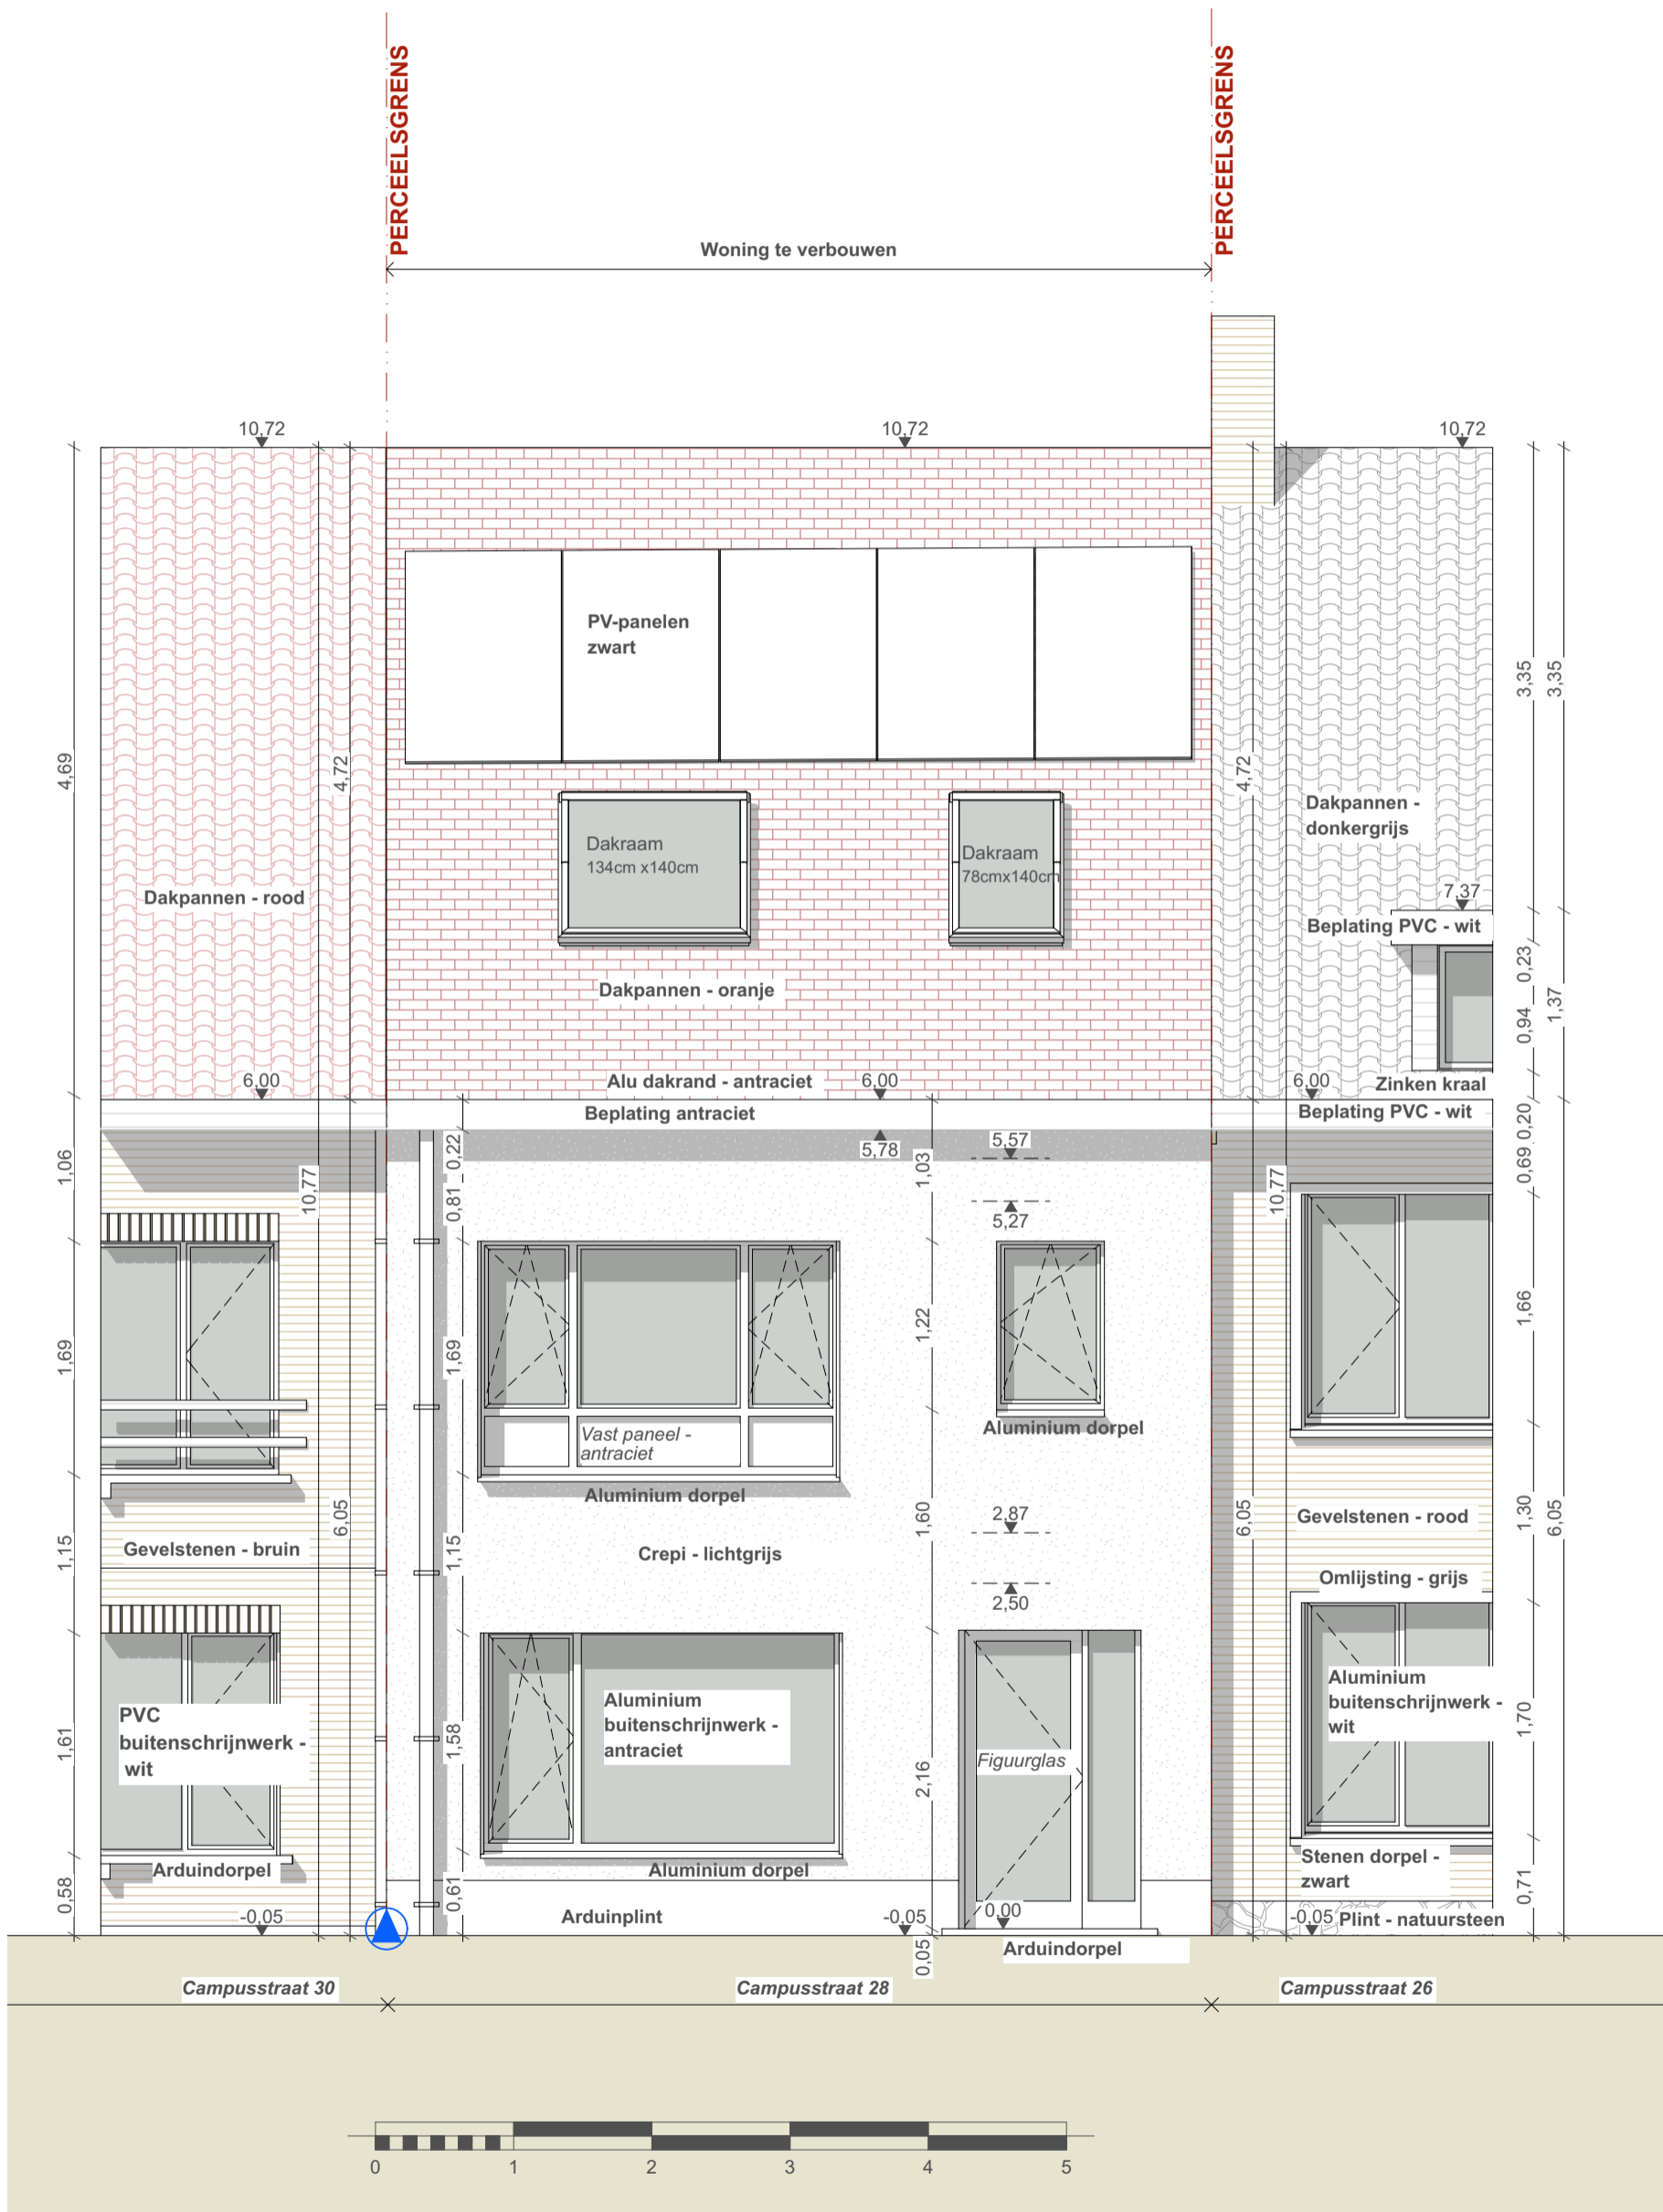 PERCEELSGRENS
PERCEELSGRENS
Woning te verbouwen
10,72
10,72
10,72
PV-panelen
zwart
3,35
3,35
4,69
4,72
4,72
Dakpannen -
donkergrijs
Dakraam
134cm x140cm
Dakraam
78cmx140cm
Dakpannen - rood
7,37
Beplating PVC - wit
0,23
0,94
1,37
Dakpannen - oranje
6,00
Alu dakrand - antraciet
6,00
6,00
Zinken kraal
Beplating antraciet
Beplating PVC - wit
0,20
0,69
1,06
0,22
5,78
1,03
5,57
10,77
0,81
5,27
10,77
1,69
1,69
1,22
1,66
Vast paneel -
antraciet
Aluminium dorpel
Aluminium dorpel
6,05
1,60
2,87
6,05
Gevelstenen - rood
1,30
6,05
Gevelstenen - bruin
1,15
1,15
Crepi - lichtgrijs
2,50
Omlijsting - grijs
PVC
buitenschrijnwerk -
wit
1,61
1,58
Aluminium
buitenschrijnwerk -
antraciet
2,16
Figuurglas
Aluminium
buitenschrijnwerk -
wit
1,70
Arduindorpel
Aluminium dorpel
Stenen dorpel -
zwart
0,58
0,61
0,71
-0,05
Arduinplint
-0,05
0,00
-0,05
Plint - natuursteen
0,05
Arduindorpel
Campusstraat 30
Campusstraat 28
Campusstraat 26
0 1 2 3 4 5